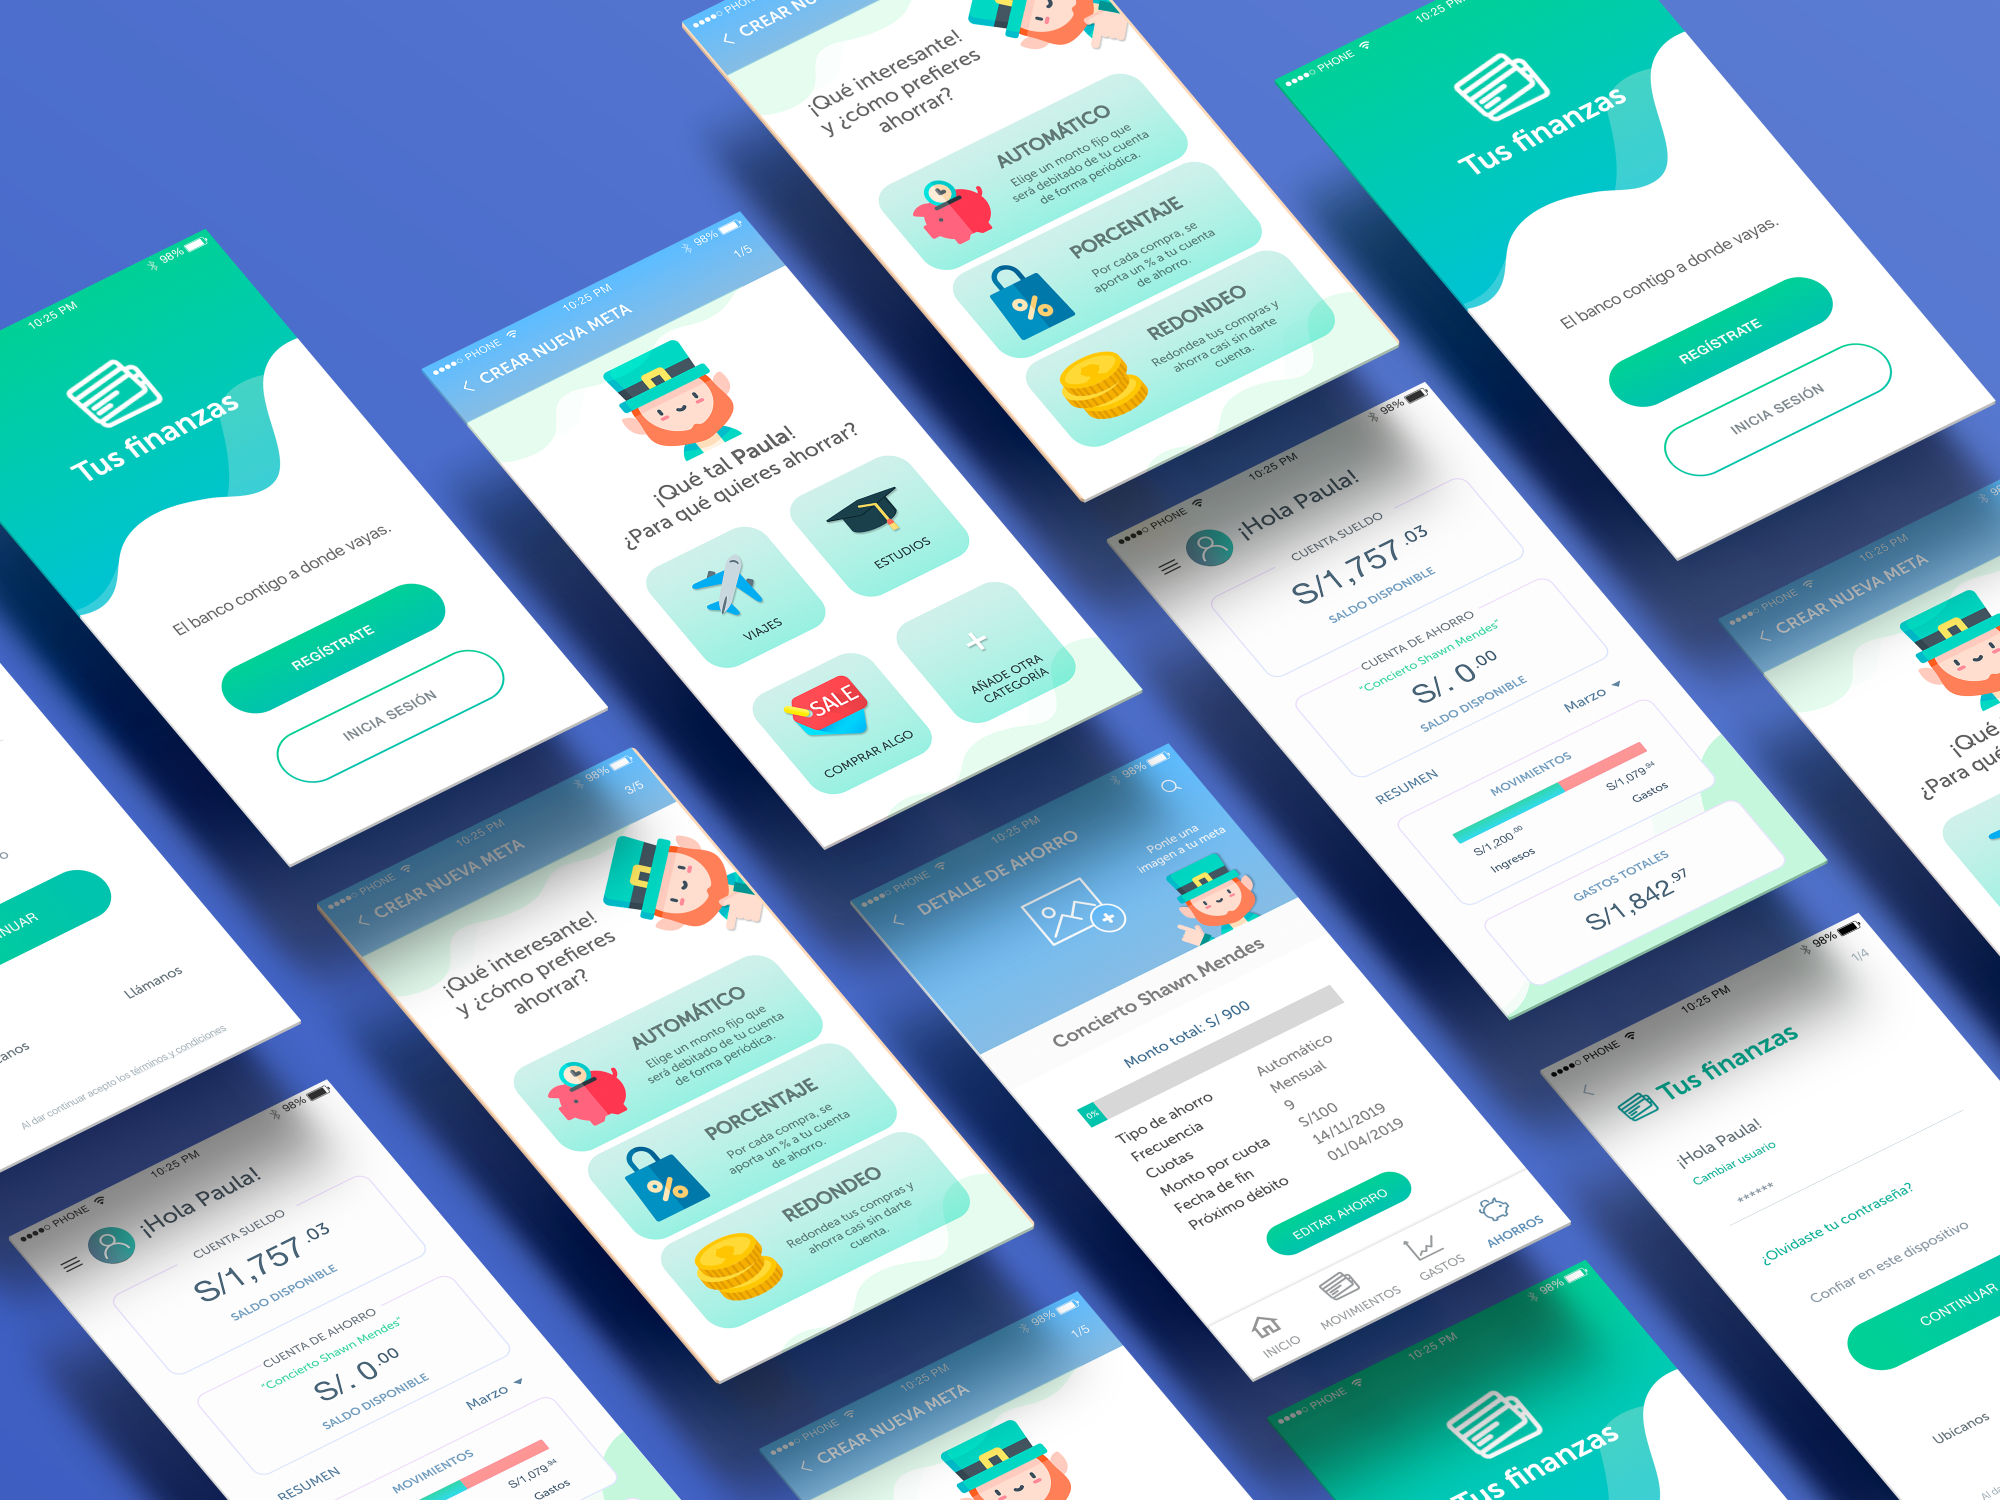 10:25 PM
98%
Tus finanzas
El banco contigo a donde vayas.
REGÍSTRATE
INICIA SESIÓN
PHONE
10:25 PM
98%
CREAR NUEVA META
1/5
¡Qué tal Paula!
¿Para qué quieres ahorrar?
VIAJES
ESTUDIOS
COMPRAR ALGO
SALE
AÑADE OTRA
CATEGORÍA
PHONE
¡Qué interesante!
y ¿cómo prefieres
ahorrar?
AUTOMÁTICO
Elige un monto fijo que
será debitado de tu cuenta
de forma periódica.
PORCENTAJE
Por cada compra, se
aporta un % a tu cuenta
de ahorro.
%
REDONDEO
Redondea tus compras y
ahorra casi sin darte
cuenta.
PHONE
10:25 PM
Tus finanzas
El banco contigo a donde vayas.
REGÍSTRATE
INICIA SESIÓN
Llámanos
Al dar continuar acepto los términos y condiciones
PHONE
10:25 PM
98%
CREAR NUEVA META
3/5
¡Qué interesante!
y ¿cómo prefieres
ahorrar?
AUTOMÁTICO
Elige un monto fijo que
será debitado de tu cuenta
de forma periódica.
PORCENTAJE
Por cada compra, se
aporta un % a tu cuenta
de ahorro.
%
REDONDEO
Redondea tus compras y
ahorra casi sin darte
cuenta.
PHONE
10:25 PM
98%
DETALLE DE AHORRO
Ponle una
imagen a tu meta
Concierto Shawn Mendes
Monto total: S/ 900
0%
Tipo de ahorro Automático
Frecuencia Mensual
Cuotas 9
Monto por cuota S/100
Fecha de fin 14/11/2019
Próximo débito 01/04/2019
EDITAR AHORRO
INICIO
MOVIMIENTOS
GASTOS
AHORROS
PHONE
10:25 PM
98%
¡Hola Paula!
CUENTA SUELDO
S/1,757.03
SALDO DISPONIBLE
CUENTA DE AHORRO
"Concierto Shawn Mendes"
S/. 0.00
SALDO DISPONIBLE
RESUMEN
Marzo
MOVIMIENTOS
S/1,200.00
Ingresos
S/1,079.94
Gastos
GASTOS TOTALES
S/1,842.97
PHONE
10:25 PM
CREAR NUEVA META
PHONE
10:25 PM
98%
¡Hola Paula!
CUENTA SUELDO
S/1,757.03
SALDO DISPONIBLE
CUENTA DE AHORRO
"Concierto Shawn Mendes"
S/. 0.00
SALDO DISPONIBLE
RESUMEN
Marzo
MOVIMIENTOS
S/1,079.94
Gastos
PHONE
10:25 PM
98%
CREAR NUEVA META
1/5
PHONE
10:25 PM
98%
Tus finanzas
PHONE
10:25 PM
98%
1/4
Tus finanzas
¡Hola Paula!
Cambiar usuario
******
¿Olvidaste tu contraseña?
Confiar en este dispositivo
CONTINUAR
Ubícanos